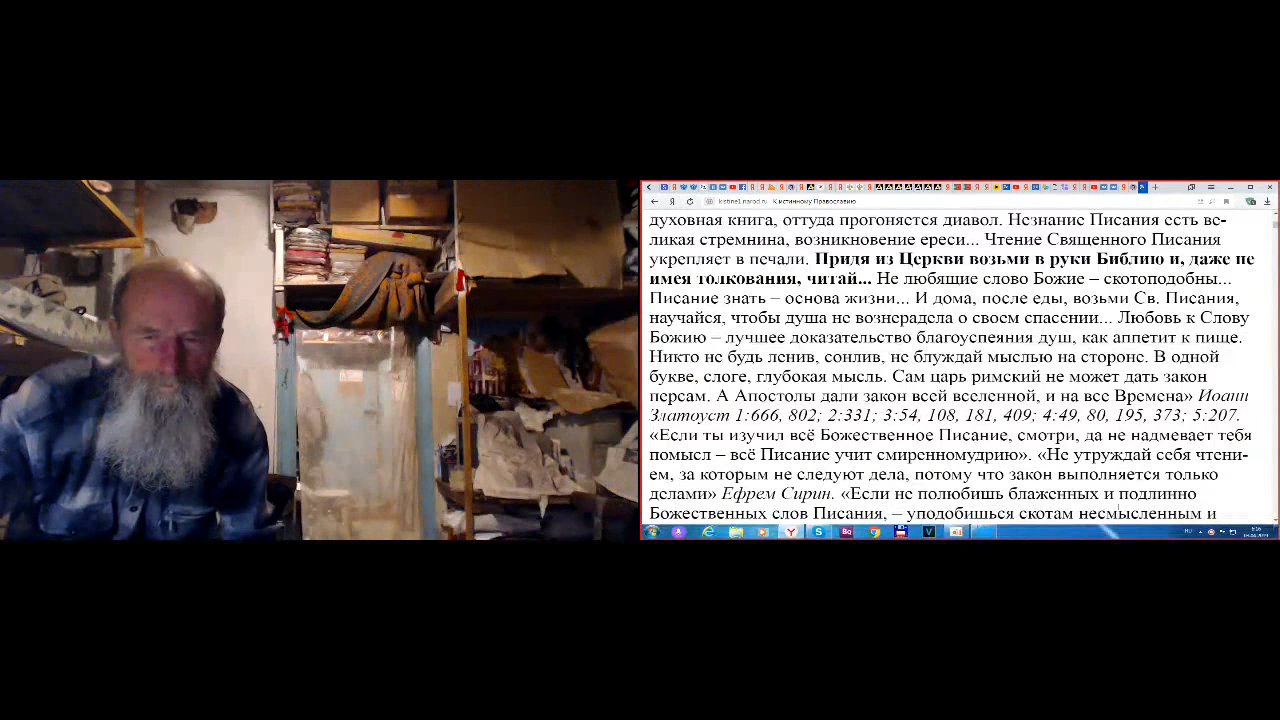 kistine1.narod.ru К истинному Православию
духовная книга, оттуда прогоняется диавол. Незнание Писания есть ве-
ликая стремнина, возникновение ереси... Чтение Священного Писания
укрепляет в печали. Придя из Церкви возьми в руки Библию и, даже не
имея толкования, читай... Не любящие слово Божие – скотоподобны...
Писание знать – основа жизни... И дома, после еды, возьми Св. Писания,
научайся, чтобы душа не вознерадела о своем спасении... Любовь к Слову
Божию – лучшее доказательство благоуспеяния душ, как аппетит к пище.
Никто не будь ленив, сонлив, не блуждай мыслью на стороне. В одной
букве, слоге, глубокая мысль. Сам царь римский не может дать закон
персам. А Апостолы дали закон всей вселенной, и на все Времена» Иоанн
Златоуст 1:666, 802; 2:331; 3:54, 108, 181, 409; 4:49, 80, 195, 373; 5:207.
«Если ты изучил всё Божественное Писание, смотри, да не надмевает тебя
помысл – всё Писание учит смиренномудрию». «Не утруждай себя чтени-
ем, за которым не следуют дела, потому что закон выполняется только
делами» Ефрем Сирин. «Если не полюбишь блаженных и подлинно
Божественных слов Писания, – уподобишься скотам несмысленным и